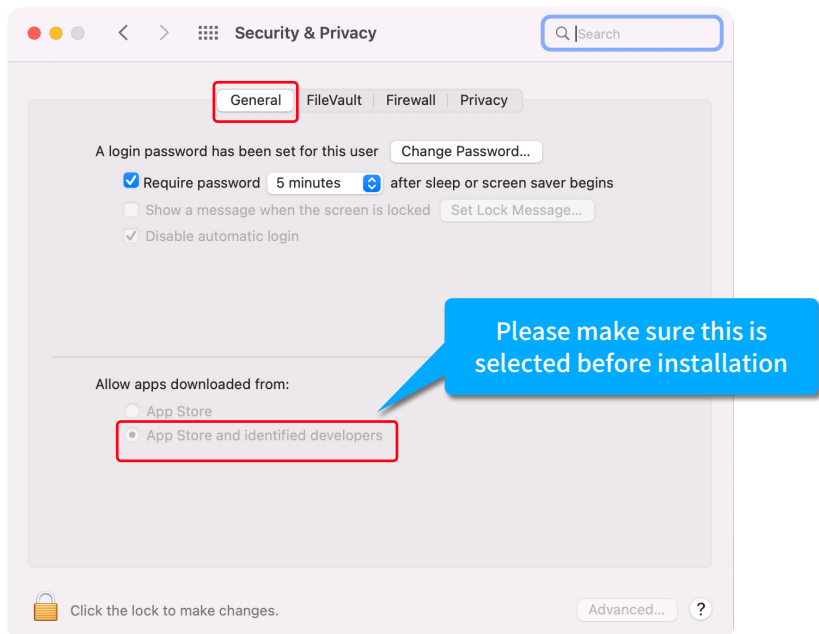 Security & Privacy
Search
General FileVault Firewall Privacy
A login password has been set for this user Change Password...
Require password 5 minutes after sleep or screen saver begins
Show a message when the screen is locked Set Lock Message...
Disable automatic login
Please make sure this is
selected before installation
Allow apps downloaded from:
App Store
App Store and identified developers
Click the lock to make changes.
Advanced... ?